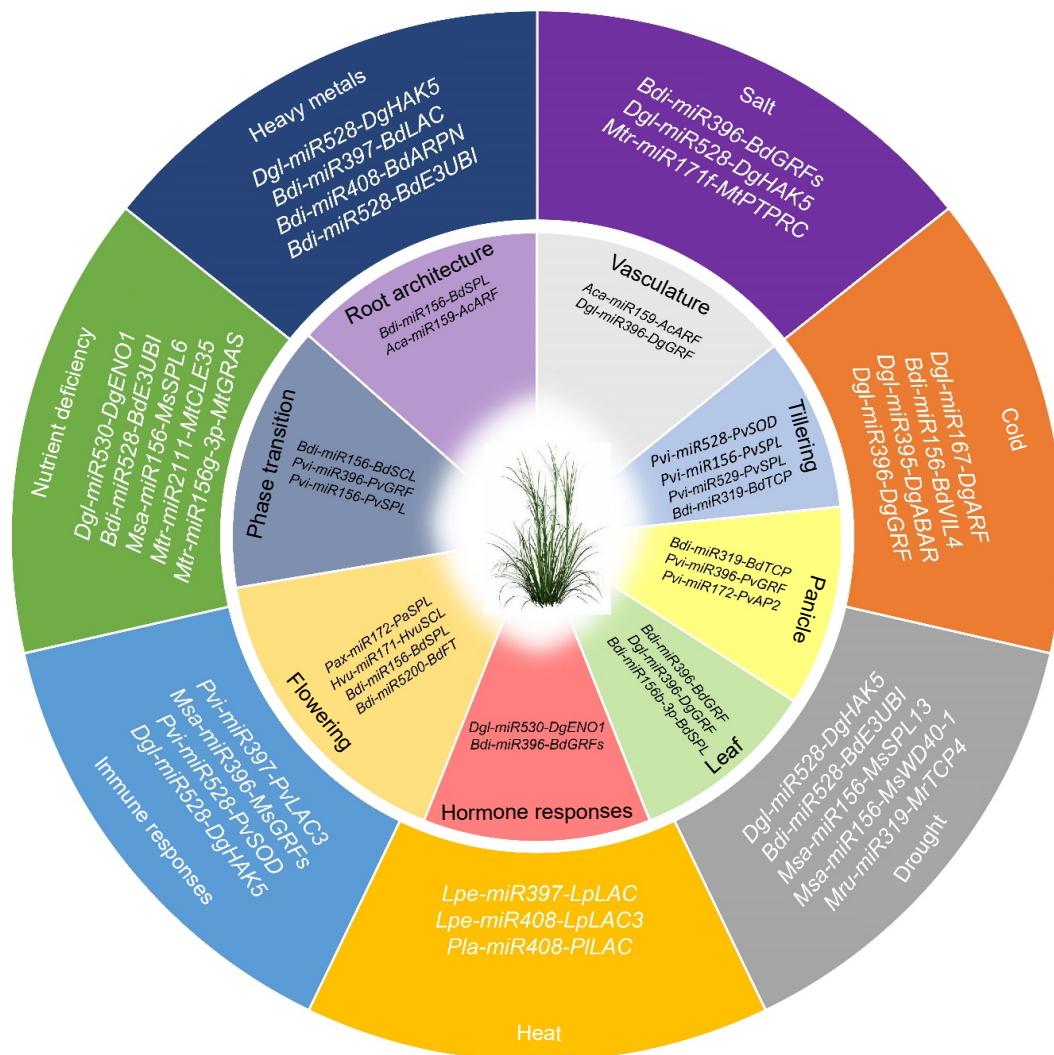 Heavy metals
Dgl-miR528-DgHAK5
Bdi-miR397-BdLAC
Bdi-miR408-BdARPN
Bdi-miR528-BdE3UBI
Salt
Bdi-miR396-BdGRFs
Dgl-miR528-DgHAK5
Mtr-miR171f-MtPTPRC
Cold
Dgl-miR167-DgARF
Bdi-miR156-BdVIL4
Dgl-miR395-DgABAR
Dgl-miR396-DgGRF
Dgl-miR528-DgHAK5
Bdi-miR528-BdE3UBI
Msa-miR156-MsSPL13
Msa-miR156-MsWD40-1
Mru-miR319-MrTCP4
Drought
Lpe-miR397-LpLAC
Lpe-miR408-LpLAC3
Pla-miR408-PlLAC
Heat
Pvi-miR397-PvLAC3
Msa-miR396-MsGRFs
Pvi-miR528-PvSOD
Dgl-miR528-DgHAK5
Immune responses
Nutrient deficiency
Dgl-miR530-DgENO1
Bdi-miR528-BdE3UBI
Msa-miR156-MsSPL6
Mtr-miR2111-MtCLE35
Mtr-miR156g-3p-MtGRAS
Root architecture
Bdi-miR156-BdSPL
Aca-miR159-AcARF
Vasculature
Aca-miR159-AcARF
Dgl-miR396-DgGRF
Tillering
Pvi-miR528-PvSOD
Pvi-miR156-PvSPL
Pvi-miR529-PvSPL
Bdi-miR319-BdTCP
Panicle
Bdi-miR319-BdTCP
Pvi-miR396-PvGRF
Pvi-miR172-PvAP2
Bdi-miR396-BdGRF
Dgl-miR396-DgGRF
Bdi-miR156b-3p-BdSPL
Leaf
Dgl-miR530-DgENO1
Bdi-miR396-BdGRFs
Hormone responses
Pax-miR172-PaSPL
Hvu-miR171-HvuSCL
Bdi-miR156-BdSPL
Bdi-miR5200-BdFT
Flowering
Phase transition
Bdi-miR156-BdSCL
Pvi-miR396-PvGRF
Pvi-miR156-PvSPL